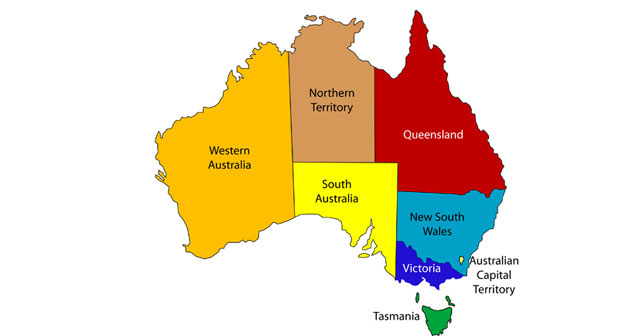 Northern
Territory
Queensland
Western
Australia
South
Australia
New South
Wales
Victoria
Australian
Capital
Territory
Tasmania